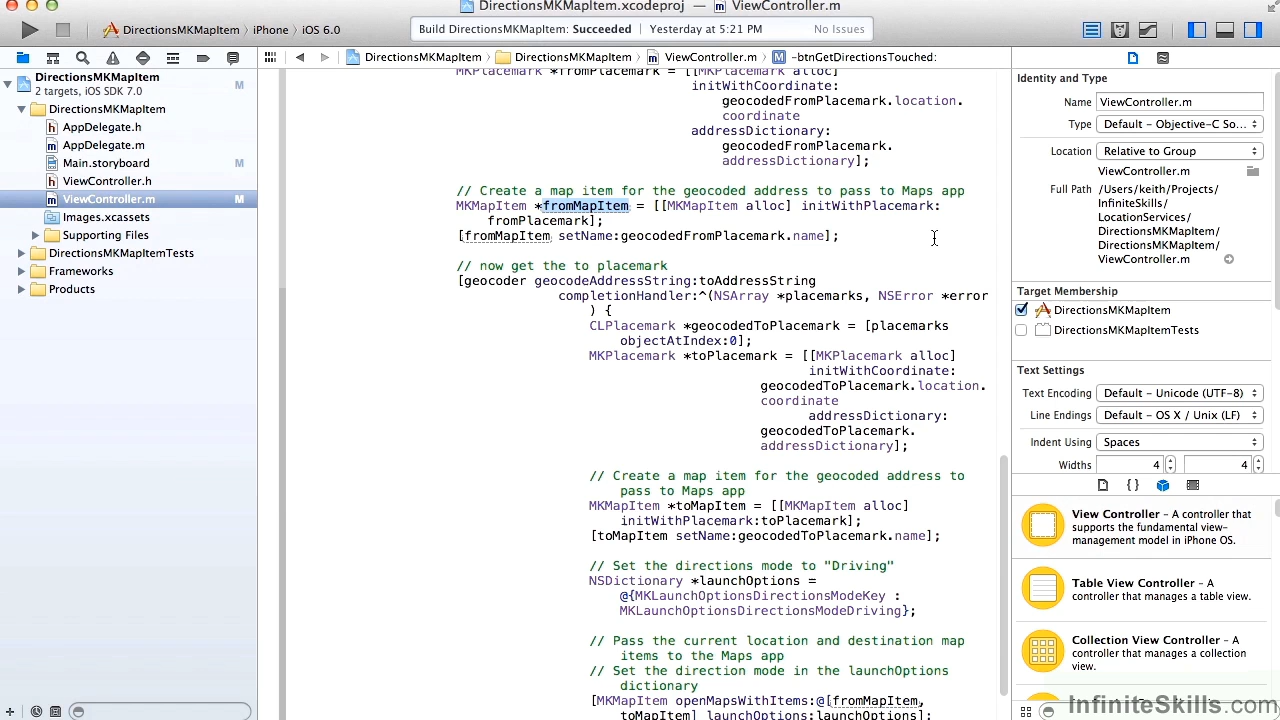 DirectionsMKMapItem.xcodeproj — ViewController.m
DirectionsMKMapItem › iPhone › iOS 6.0
Build DirectionsMKMapItem: Succeeded | Yesterday at 5:21 PM
No Issues
DirectionsMKMapItem › DirectionsMKMapItem › ViewController.m › -btnGetDirectionsTouched:
DirectionsMKMapItem M
2 targets, iOS SDK 7.0
DirectionsMKMapItem
AppDelegate.h
AppDelegate.m
Main.storyboard M
ViewController.h
ViewController.m M
Images.xcassets
Supporting Files
DirectionsMKMapItemTests
Frameworks
Products
MKPlacemark *fromPlacemark = [[MKPlacemark alloc]
initWithCoordinate:
geocodedFromPlacemark.location.
coordinate
addressDictionary:
geocodedFromPlacemark.
addressDictionary];
// Create a map item for the geocoded address to pass to Maps app
MKMapItem *fromMapItem = [[MKMapItem alloc] initWithPlacemark:
fromPlacemark];
[fromMapItem setName:geocodedFromPlacemark.name];
// now get the to placemark
[geocoder geocodeAddressString:toAddressString
completionHandler:^(NSArray *placemarks, NSError *error
) {
CLPlacemark *geocodedToPlacemark = [placemarks
objectAtIndex:0];
MKPlacemark *toPlacemark = [[MKPlacemark alloc]
initWithCoordinate:
geocodedToPlacemark.location.
coordinate
addressDictionary:
geocodedToPlacemark.
addressDictionary];
// Create a map item for the geocoded address to
pass to Maps app
MKMapItem *toMapItem = [[MKMapItem alloc]
initWithPlacemark:toPlacemark];
[toMapItem setName:geocodedToPlacemark.name];
// Set the directions mode to "Driving"
NSDictionary *launchOptions =
@{MKLaunchOptionsDirectionsModeKey :
MKLaunchOptionsDirectionsModeDriving};
// Pass the current location and destination map
items to the Maps app
// Set the direction mode in the launchOptions
dictionary
[MKMapItem openMapsWithItems:@[fromMapItem,
toMapItem] launchOptions:launchOptions];
Identity and Type
Name ViewController.m
Type Default - Objective-C So...
Location Relative to Group
ViewController.m
Full Path /Users/keith/Projects/
InfiniteSkills/
LocationServices/
DirectionsMKMapItem/
DirectionsMKMapItem/
ViewController.m
Target Membership
DirectionsMKMapItem
DirectionsMKMapItemTests
Text Settings
Text Encoding Default - Unicode (UTF-8)
Line Endings Default - OS X / Unix (LF)
Indent Using Spaces
Widths 4 4
{ }
View Controller - A controller that
supports the fundamental view-
management model in iPhone OS.
Table View Controller - A
controller that manages a table view.
Collection View Controller - A
controller that manages a collection
view.
InfiniteSkills.com